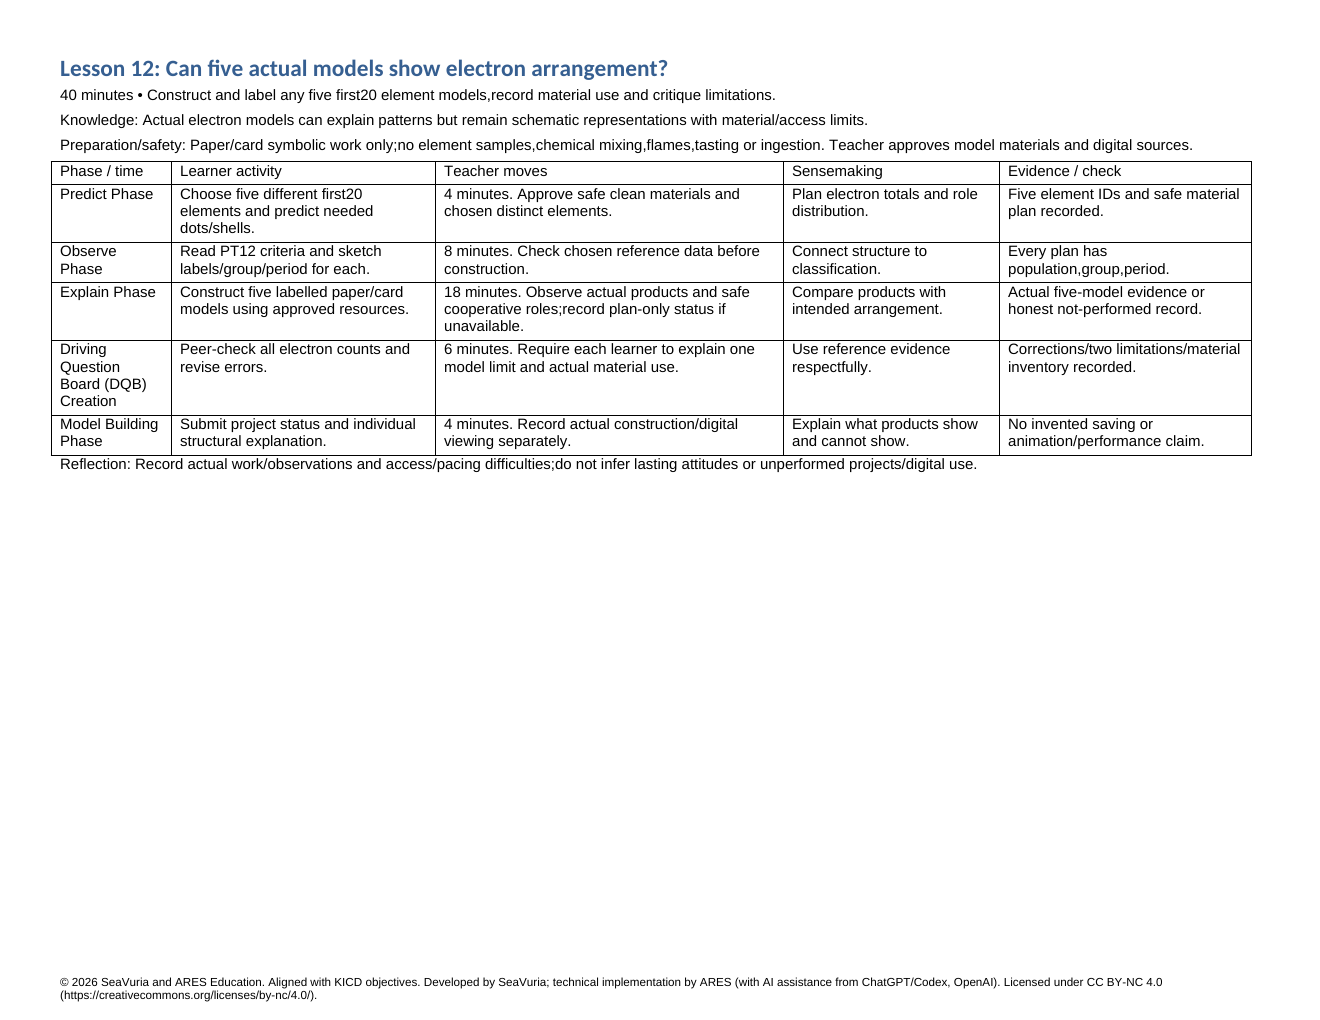 Lesson 12: Can five actual models show electron arrangement?
40 minutes • Construct and label any five first20 element models,record material use and critique limitations.
Knowledge: Actual electron models can explain patterns but remain schematic representations with material/access limits.
Preparation/safety: Paper/card symbolic work only;no element samples,chemical mixing,flames,tasting or ingestion. Teacher approves model materials and digital sources.
Phase / time
Learner activity
Teacher moves
Sensemaking
Evidence / check
Predict Phase
Choose five different first20
elements and predict needed
dots/shells.
4 minutes. Approve safe clean materials and
chosen distinct elements.
Plan electron totals and role
distribution.
Five element IDs and safe material
plan recorded.
Observe
Phase
Read PT12 criteria and sketch
labels/group/period for each.
8 minutes. Check chosen reference data before
construction.
Connect structure to
classification.
Every plan has
population,group,period.
Explain Phase
Construct five labelled paper/card
models using approved resources.
18 minutes. Observe actual products and safe
cooperative roles;record plan-only status if
unavailable.
Compare products with
intended arrangement.
Actual five-model evidence or
honest not-performed record.
Driving
Question
Board (DQB)
Creation
Peer-check all electron counts and
revise errors.
6 minutes. Require each learner to explain one
model limit and actual material use.
Use reference evidence
respectfully.
Corrections/two limitations/material
inventory recorded.
Model Building
Phase
Submit project status and individual
structural explanation.
4 minutes. Record actual construction/digital
viewing separately.
Explain what products show
and cannot show.
No invented saving or
animation/performance claim.
Reflection: Record actual work/observations and access/pacing difficulties;do not infer lasting attitudes or unperformed projects/digital use.
© 2026 SeaVuria and ARES Education. Aligned with KICD objectives. Developed by SeaVuria; technical implementation by ARES (with AI assistance from ChatGPT/Codex, OpenAI). Licensed under CC BY-NC 4.0
(https://creativecommons.org/licenses/by-nc/4.0/).